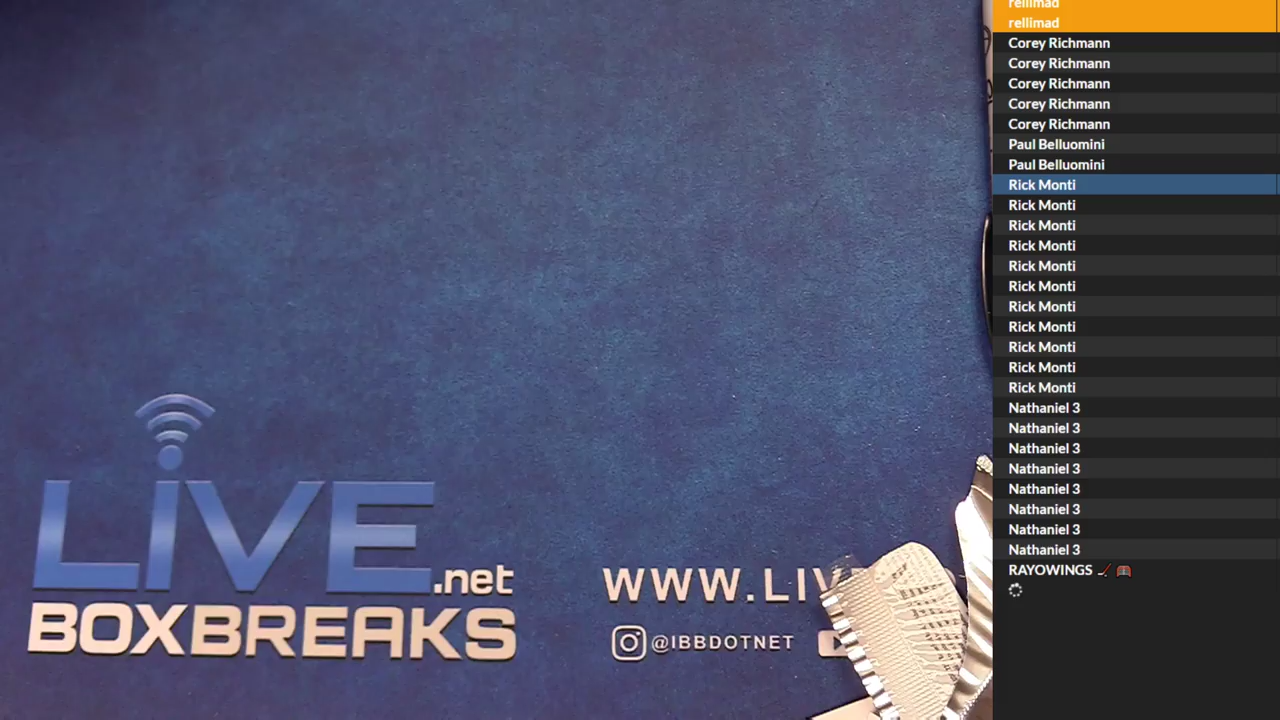 rellimad
rellimad
Corey Richmann
Corey Richmann
Corey Richmann
Corey Richmann
Corey Richmann
Paul Belluomini
Paul Belluomini
Rick Monti
Rick Monti
Rick Monti
Rick Monti
Rick Monti
Rick Monti
Rick Monti
Rick Monti
Rick Monti
Rick Monti
Rick Monti
Nathaniel 3
Nathaniel 3
Nathaniel 3
Nathaniel 3
Nathaniel 3
Nathaniel 3
Nathaniel 3
Nathaniel 3
RAYOWINGS
LIVE.net
BOXBREAKS
WWW.LIV
@IBBDOTNET